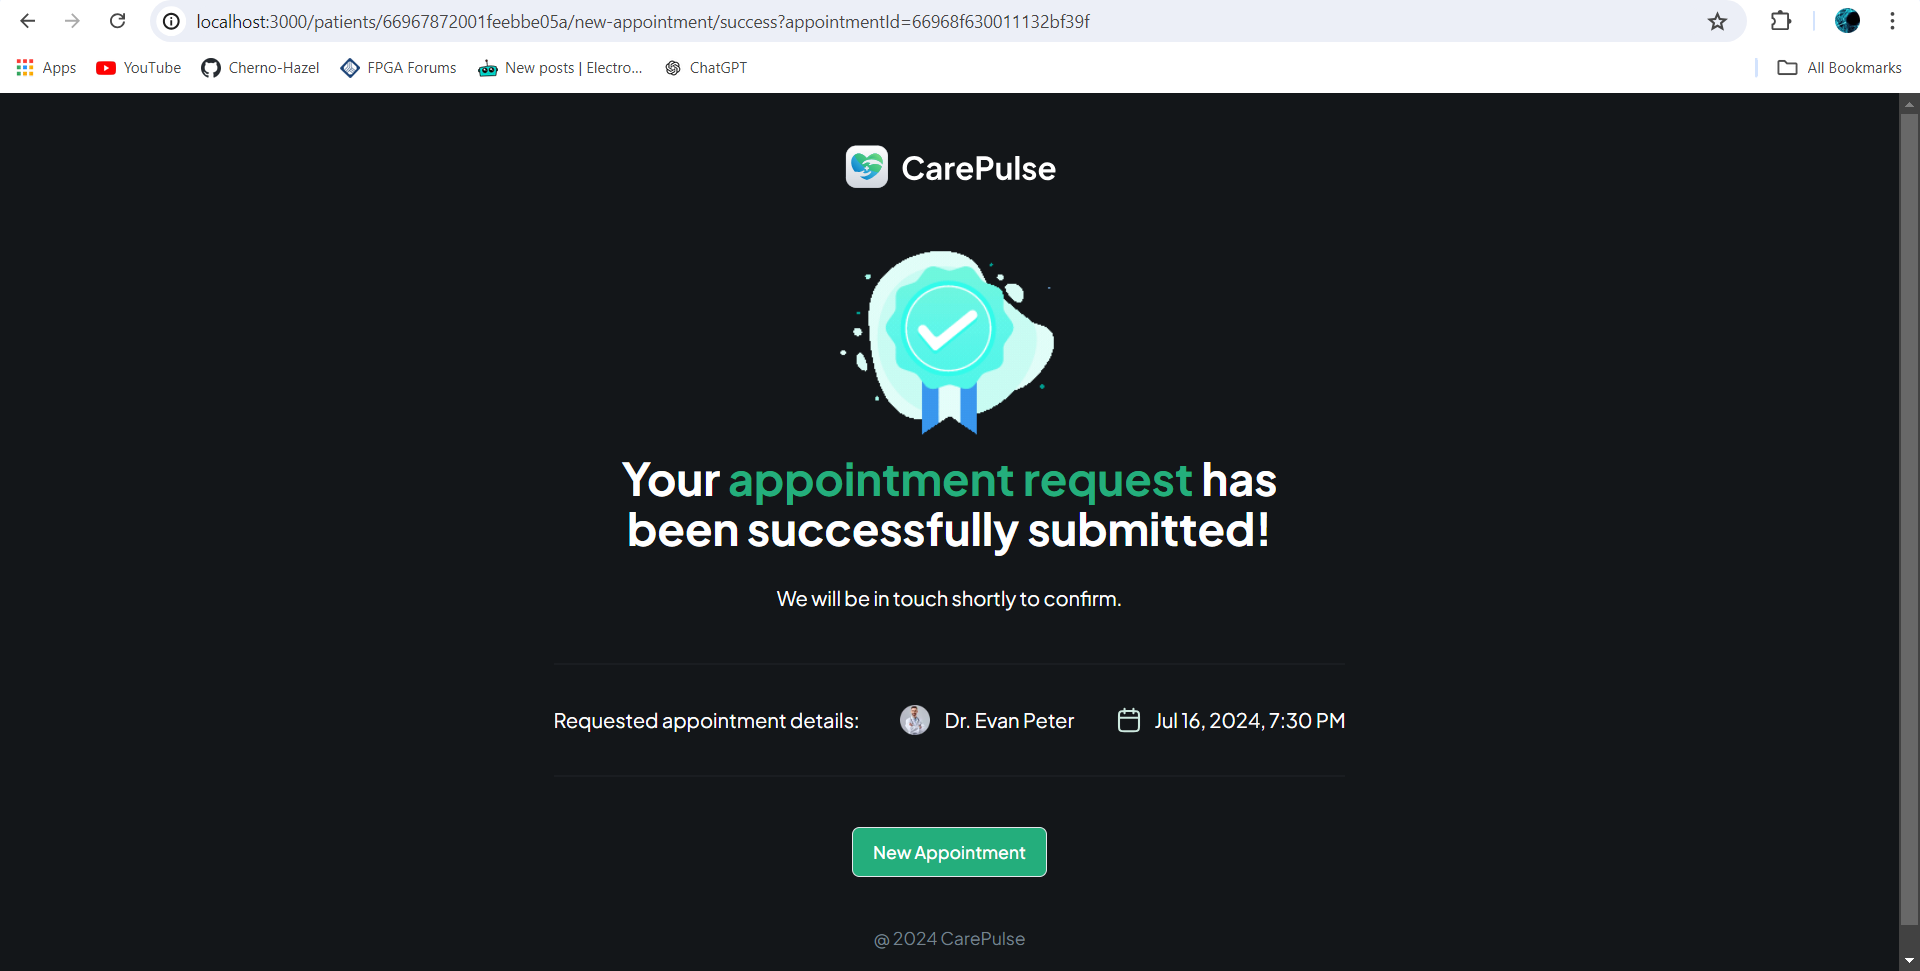 localhost:3000/patients/66967872001feebbe05a/new-appointment/success?appointmentId=66968f630011132bf39f
Apps YouTube Cherno-Hazel FPGA Forums New posts | Electro... ChatGPT All Bookmarks
CarePulse
Your appointment request has
been successfully submitted!
We will be in touch shortly to confirm.
Requested appointment details: Dr. Evan Peter Jul 16, 2024, 7:30 PM
New Appointment
@ 2024 CarePulse